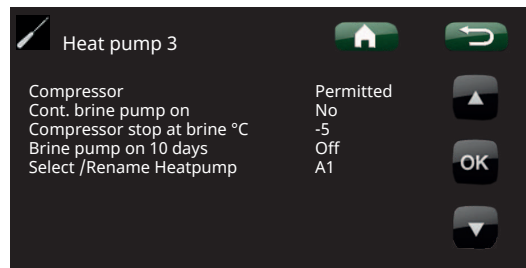 Heat pump 3
Compressor Permitted
Cont. brine pump on No
Compressor stop at brine °C -5
Brine pump on 10 days Off
Select /Rename Heatpump A1
OK